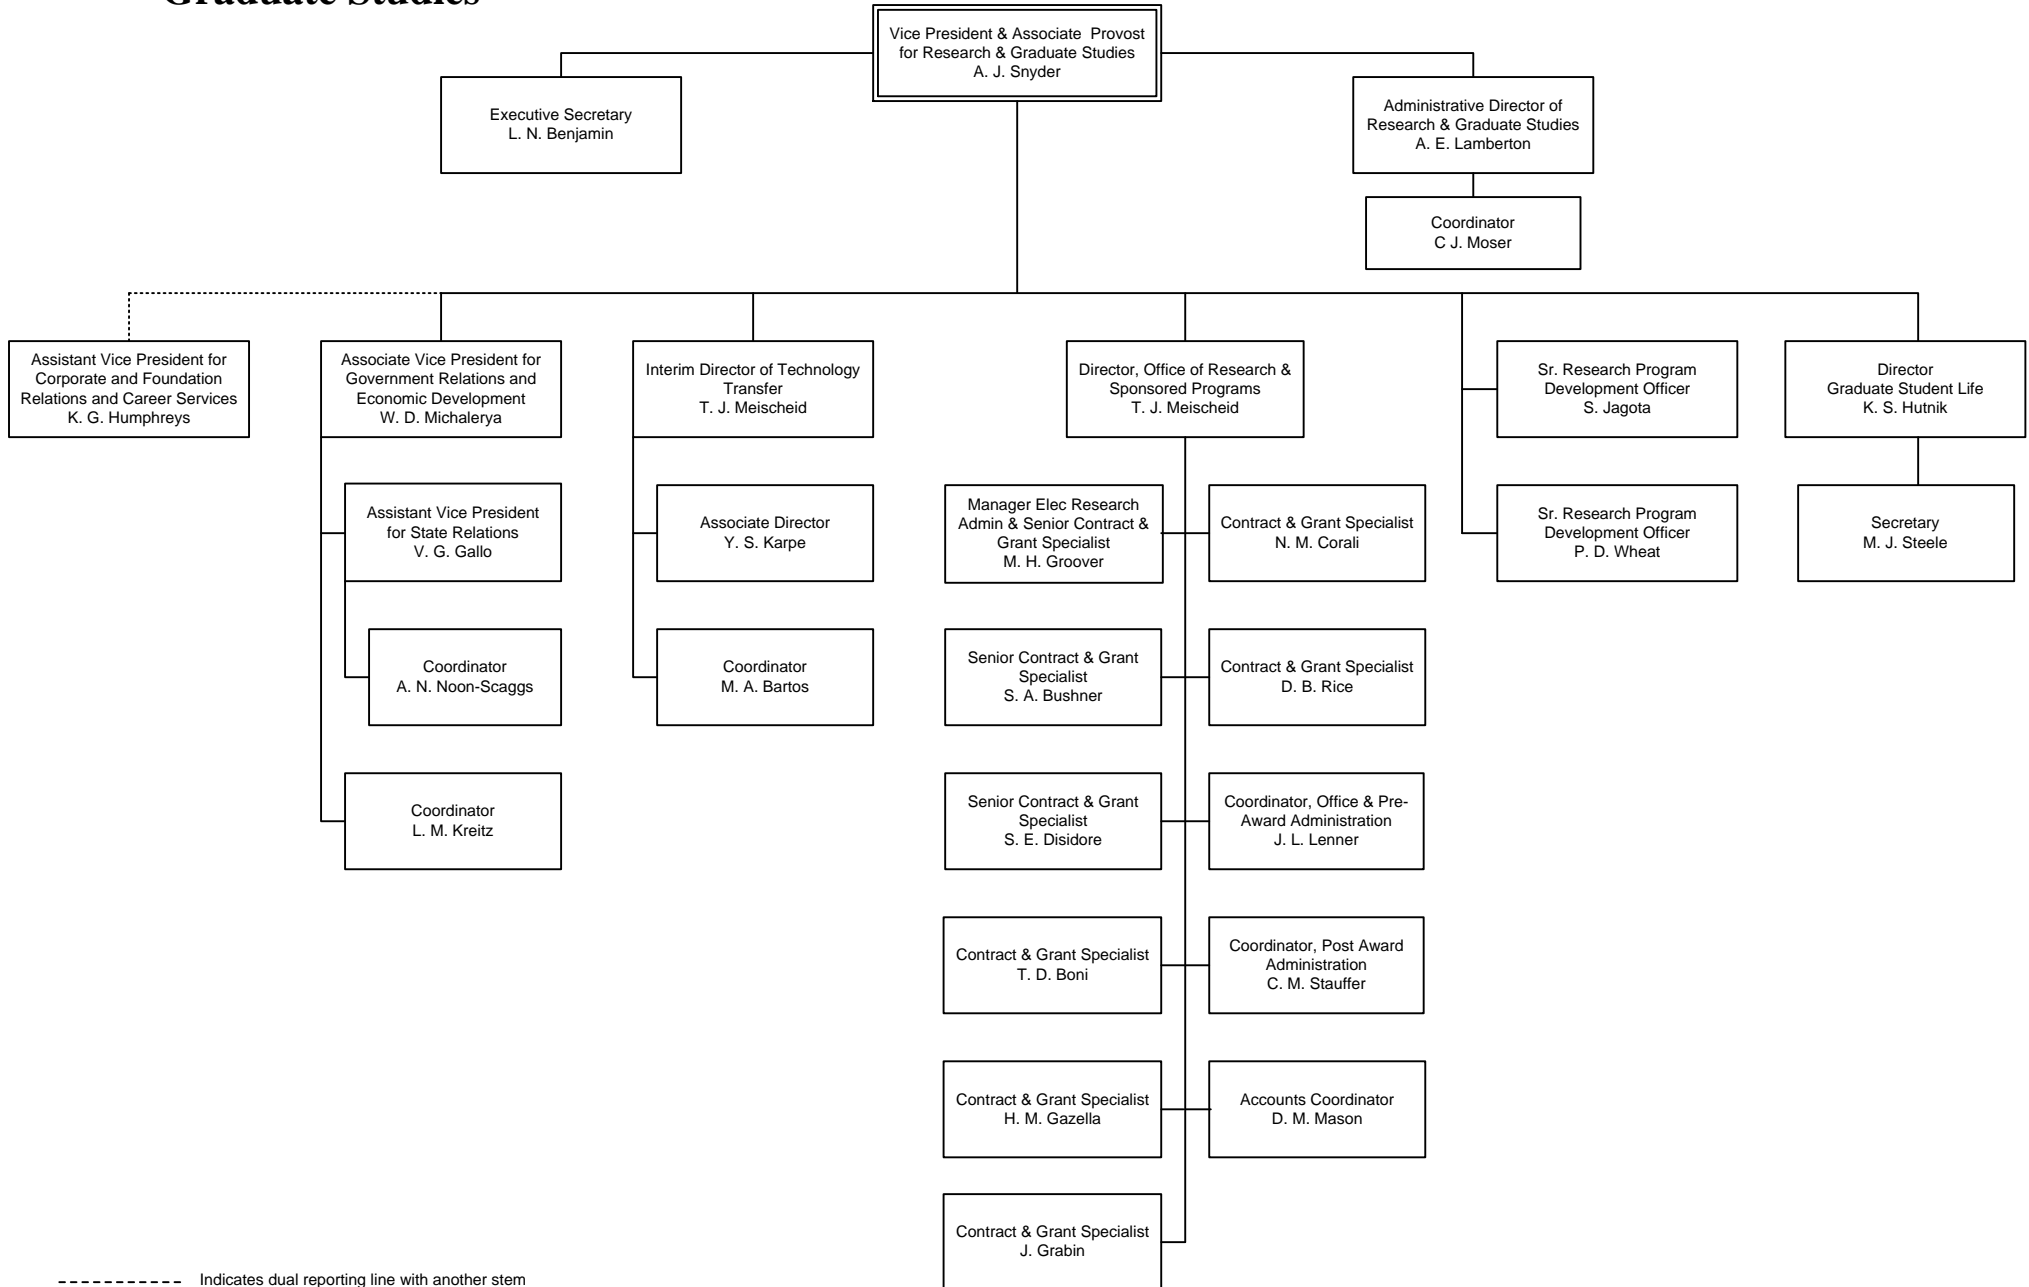 Graduate Studies
Vice President & Associate Provost
for Research & Graduate Studies
A. J. Snyder
Executive Secretary
L. N. Benjamin
Administrative Director of
Research & Graduate Studies
A. E. Lamberton
Coordinator
C J. Moser
Assistant Vice President for
Corporate and Foundation
Relations and Career Services
K. G. Humphreys
Associate Vice President for
Government Relations and
Economic Development
W. D. Michalerya
Interim Director of Technology
Transfer
T. J. Meischeid
Director, Office of Research &
Sponsored Programs
T. J. Meischeid
Sr. Research Program
Development Officer
S. Jagota
Director
Graduate Student Life
K. S. Hutnik
Assistant Vice President
for State Relations
V. G. Gallo
Associate Director
Y. S. Karpe
Manager Elec Research
Admin & Senior Contract &
Grant Specialist
M. H. Groover
Contract & Grant Specialist
N. M. Corali
Sr. Research Program
Development Officer
P. D. Wheat
Secretary
M. J. Steele
Coordinator
A. N. Noon-Scaggs
Coordinator
M. A. Bartos
Senior Contract & Grant
Specialist
S. A. Bushner
Contract & Grant Specialist
D. B. Rice
Coordinator
L. M. Kreitz
Senior Contract & Grant
Specialist
S. E. Disidore
Coordinator, Office & Pre-
Award Administration
J. L. Lenner
Contract & Grant Specialist
T. D. Boni
Coordinator, Post Award
Administration
C. M. Stauffer
Contract & Grant Specialist
H. M. Gazella
Accounts Coordinator
D. M. Mason
Contract & Grant Specialist
J. Grabin
Indicates dual reporting line with another stem